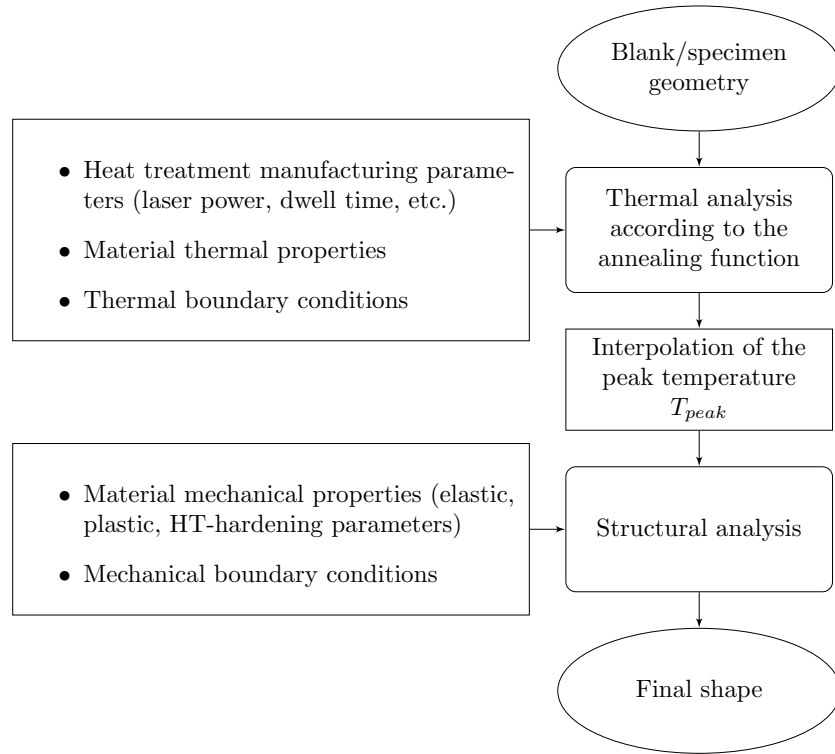 Blank/specimen
geometry
• Heat treatment manufacturing parame-
ters (laser power, dwell time, etc.)
• Material thermal properties
• Thermal boundary conditions
Thermal analysis
according to the
annealing function
Interpolation of the
peak temperature
T_{peak}
• Material mechanical properties (elastic,
plastic, HT-hardening parameters)
• Mechanical boundary conditions
Structural analysis
Final shape